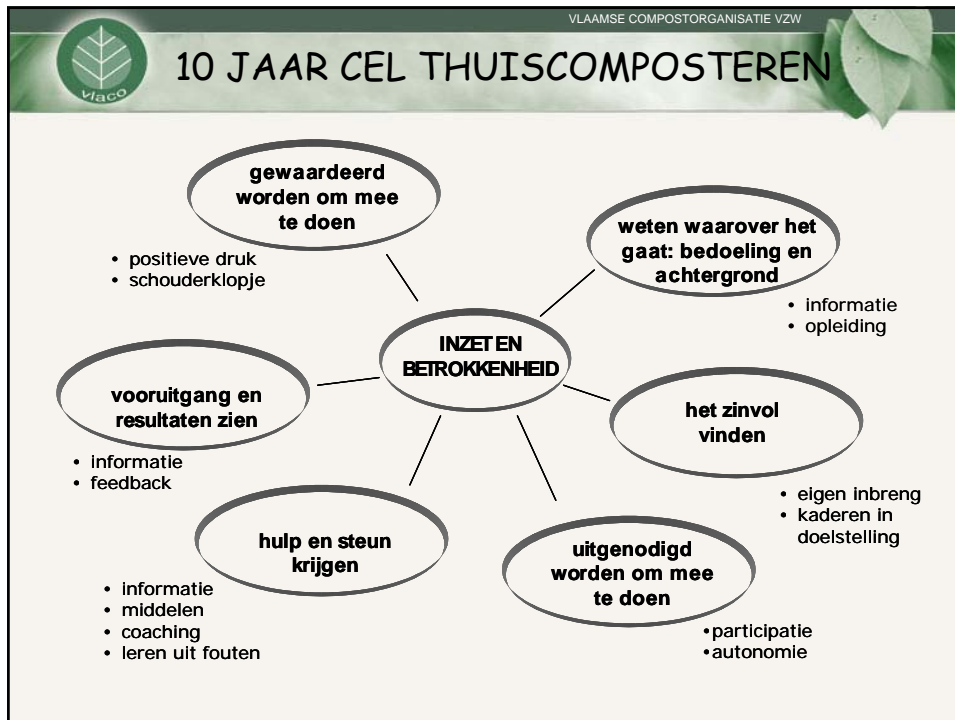 VLAAMSE COMPOSTORGANISATIE VZW
vlaco
10 JAAR CEL THUISCOMPOSTEREN
gewaardeerd
worden om mee
te doen
• positieve druk
• schouderklopje
weten waarover het
gaat: bedoeling en
achtergrond
• informatie
• opleiding
INZET EN
BETROKKENHEID
vooruitgang en
resultaten zien
• informatie
• feedback
het zinvol
vinden
• eigen inbreng
• kaderen in
doelstelling
hulp en steun
krijgen
• informatie
• middelen
• coaching
• leren uit fouten
uitgenodigd
worden om mee
te doen
•participatie
•autonomie